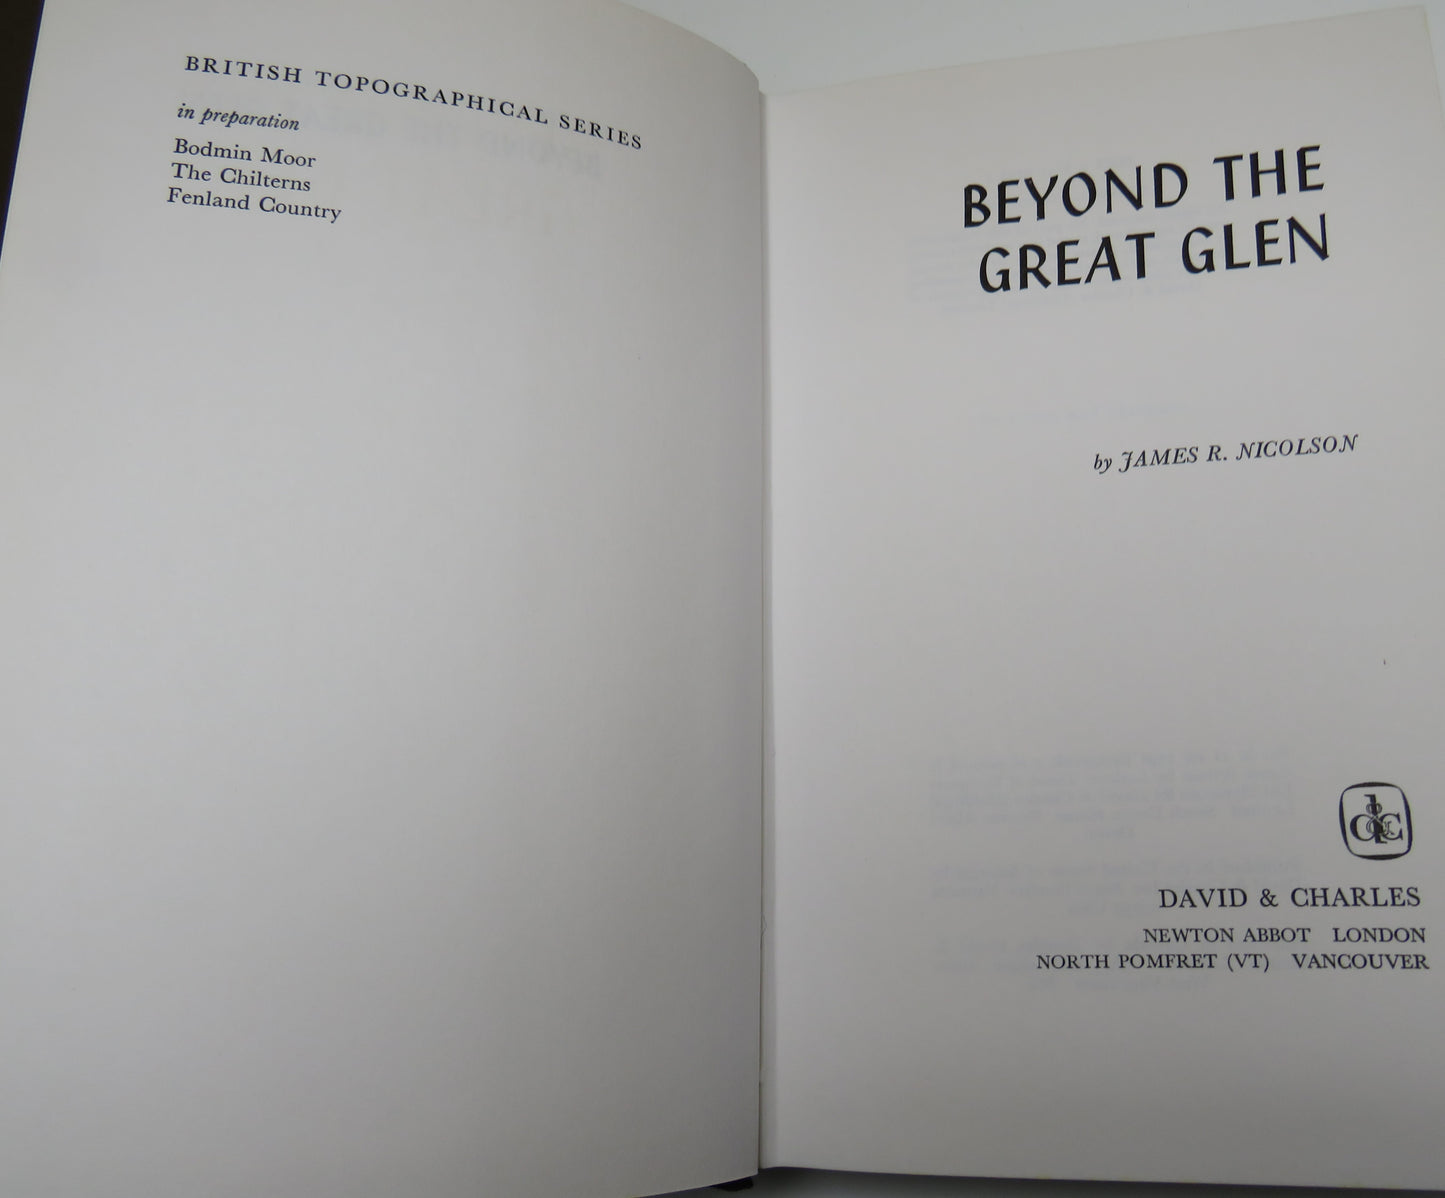 BRITISH TOPOGRAPHICAL SERIES
in preparation
Bodmin Moor
The Chilterns
Fenland Country
BEYOND THE
GREAT GLEN
by JAMES R. NICOLSON
d&c
DAVID & CHARLES
NEWTON ABBOT LONDON
NORTH POMFRET (VT) VANCOUVER